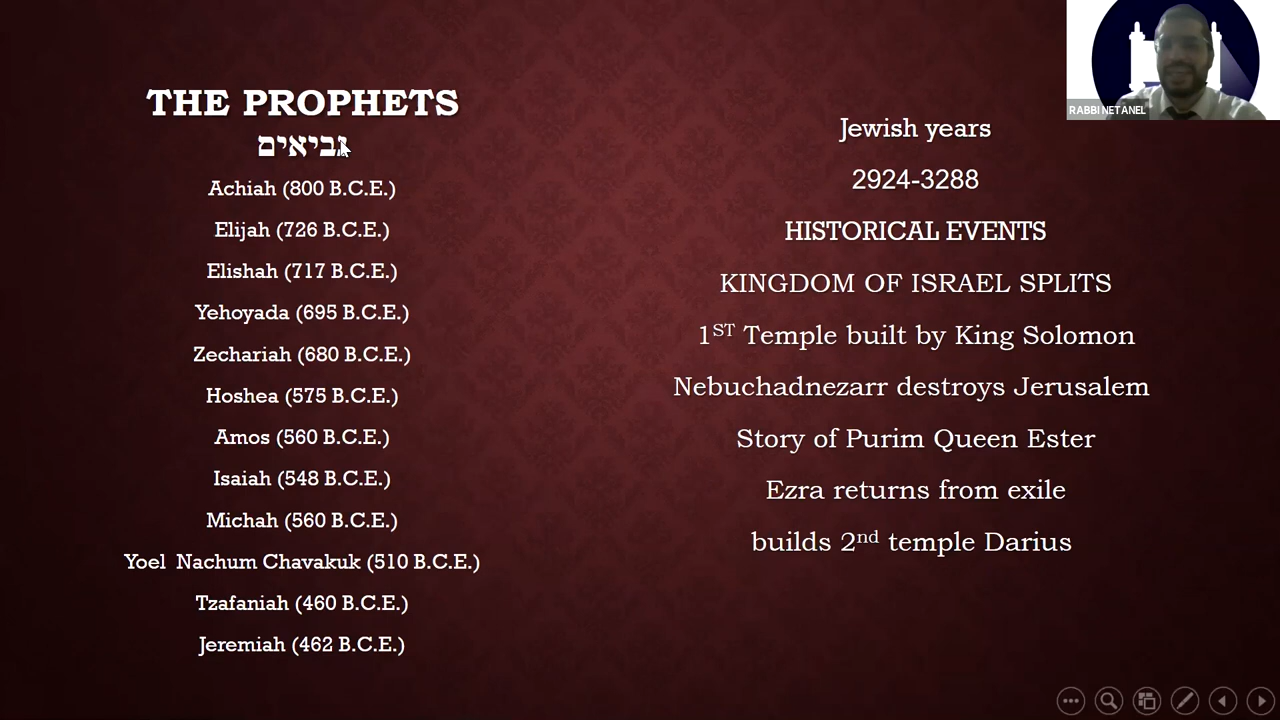 THE PROPHETS
נביאים
Achiah (800 B.C.E.)
Elijah (726 B.C.E.)
Elishah (717 B.C.E.)
Yehoyada (695 B.C.E.)
Zechariah (680 B.C.E.)
Hoshea (575 B.C.E.)
Amos (560 B.C.E.)
Isaiah (548 B.C.E.)
Michah (560 B.C.E.)
Yoel Nachum Chavakuk (510 B.C.E.)
Tzafaniah (460 B.C.E.)
Jeremiah (462 B.C.E.)
Jewish years
2924-3288
HISTORICAL EVENTS
KINGDOM OF ISRAEL SPLITS
1ST Temple built by King Solomon
Nebuchadnezarr destroys Jerusalem
Story of Purim Queen Ester
Ezra returns from exile
builds 2nd temple Darius
RABBI NETANEL